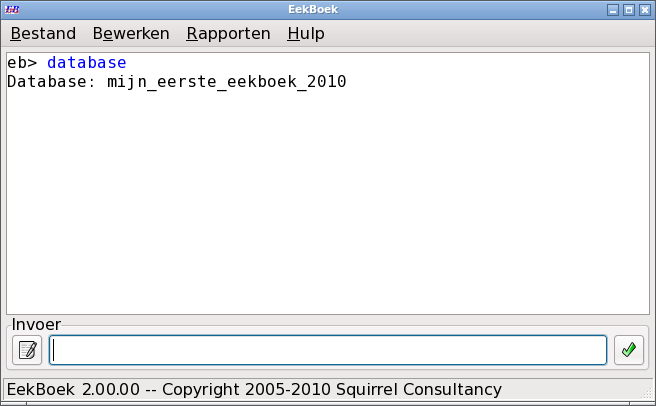 EekBoek
Bestand Bewerken Rapporten Hulp
eb> database
Database: mijn_eerste_eekboek_2010
Invoer
EekBoek 2.00.00 -- Copyright 2005-2010 Squirrel Consultancy